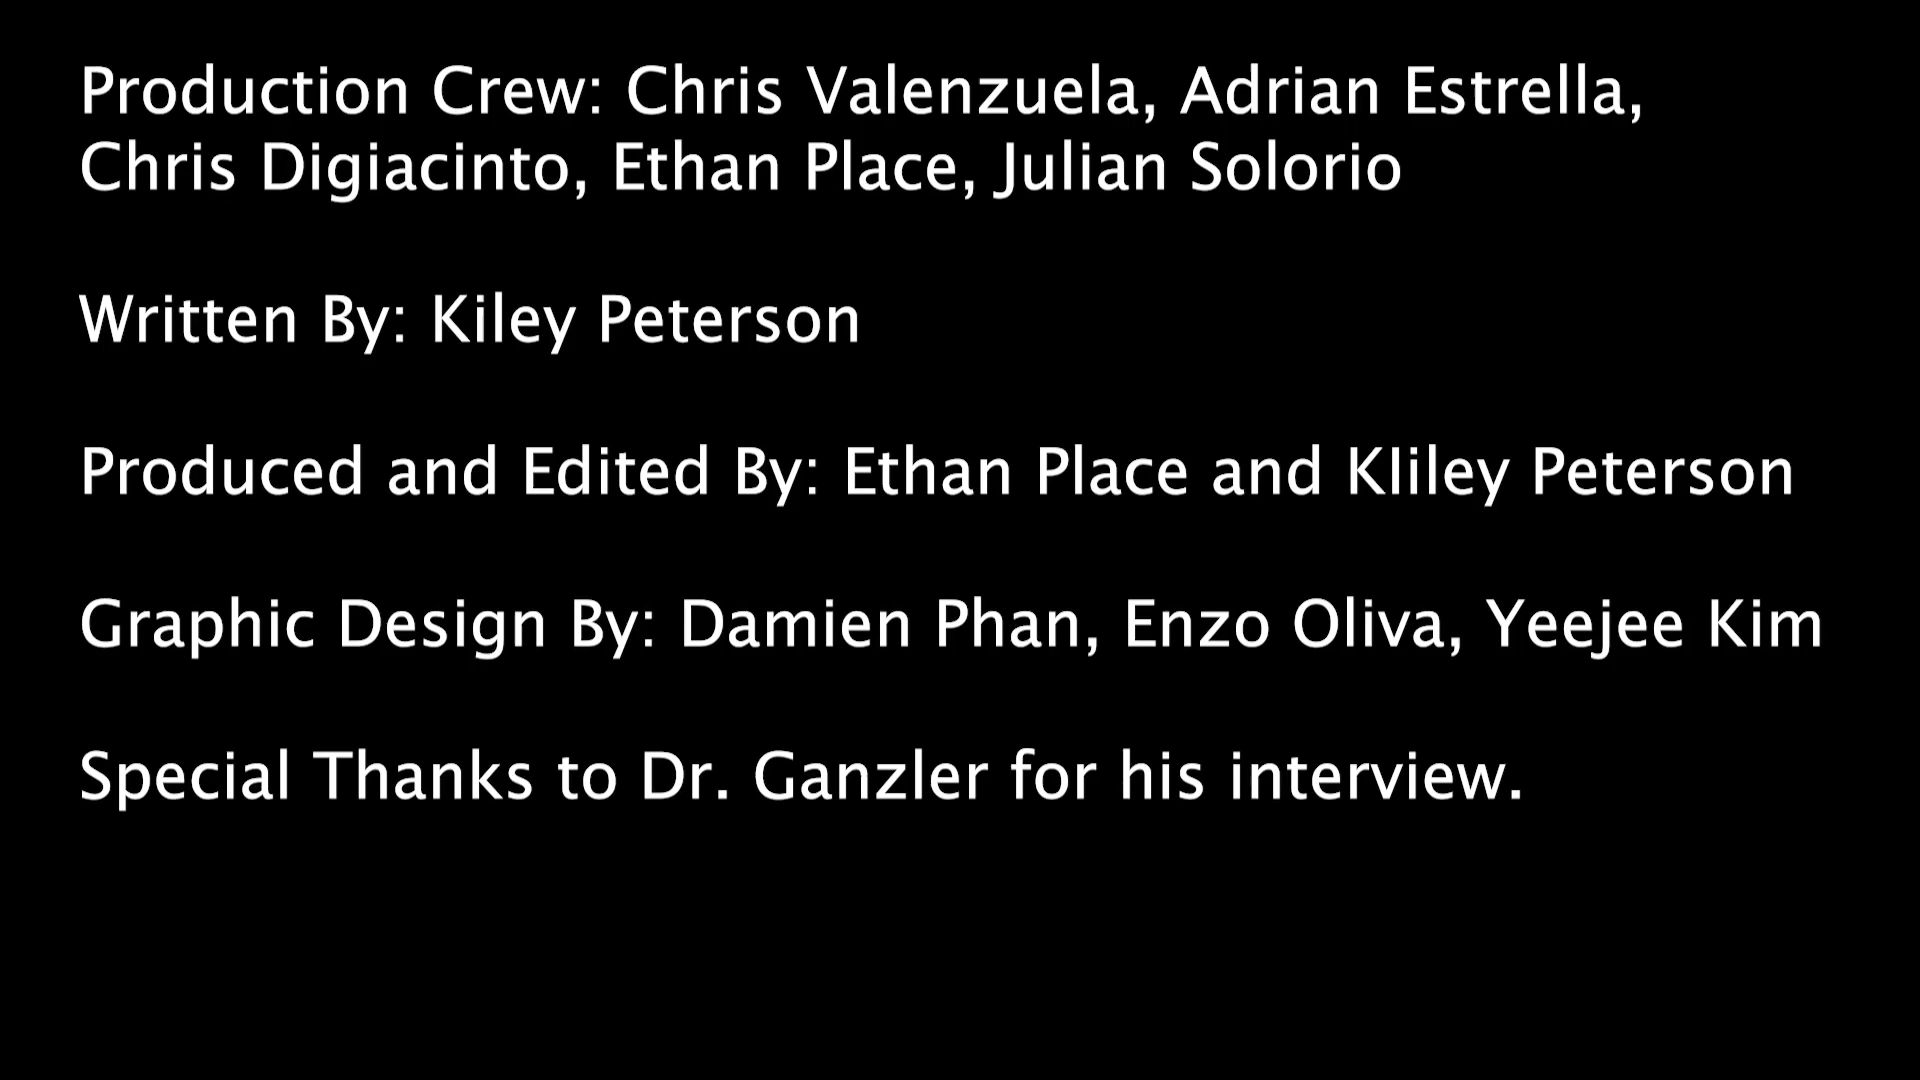 Production Crew: Chris Valenzuela, Adrian Estrella,
Chris Digiacinto, Ethan Place, Julian Solorio
Written By: Kiley Peterson
Produced and Edited By: Ethan Place and KIiley Peterson
Graphic Design By: Damien Phan, Enzo Oliva, Yeejee Kim
Special Thanks to Dr. Ganzler for his interview.